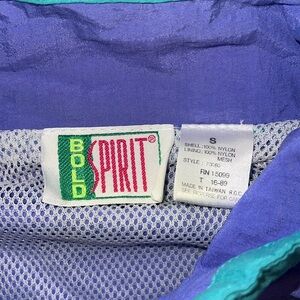 BOLD
SPIRIT®
S
SHELL: 100% NYLON
LINING: 100% NYLON
MESH
STYLE :
RN 15099
T 16-89
MADE IN TAIWAN R.O.C.
SEE REVERSE FOR CARE